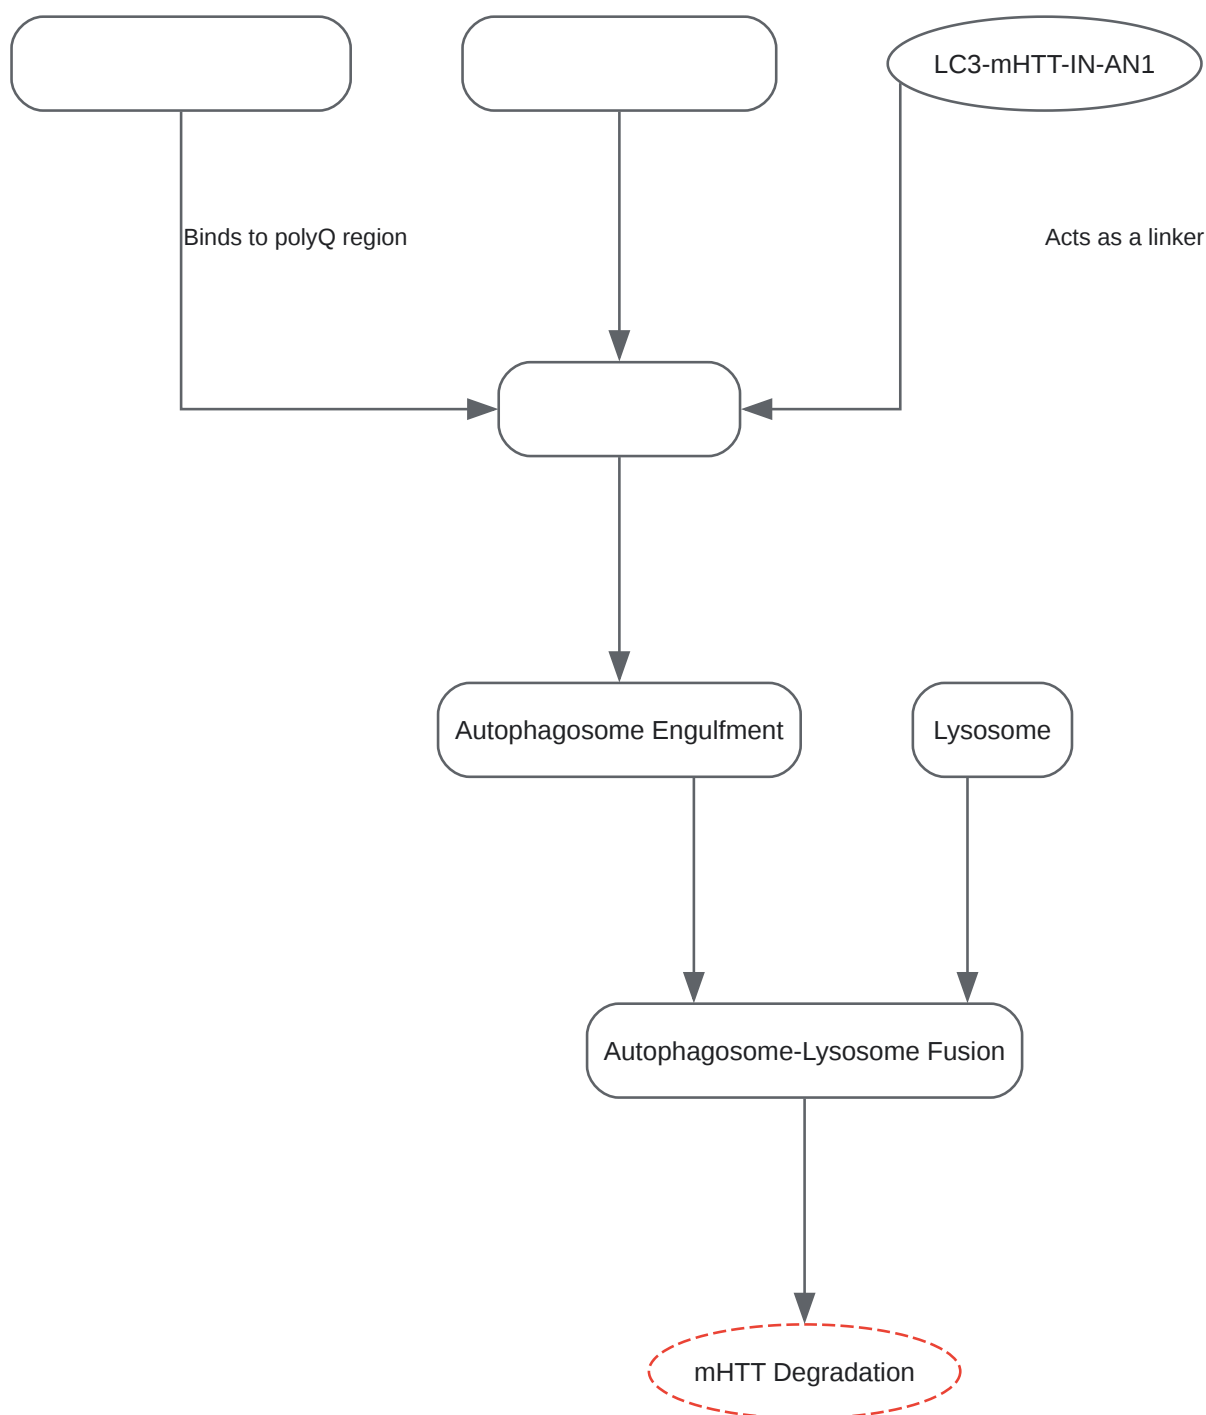 LC3-mHTT-IN-AN1
Binds to polyQ region
Acts as a linker
Autophagosome Engulfment
Lysosome
Autophagosome-Lysosome Fusion
mHTT Degradation